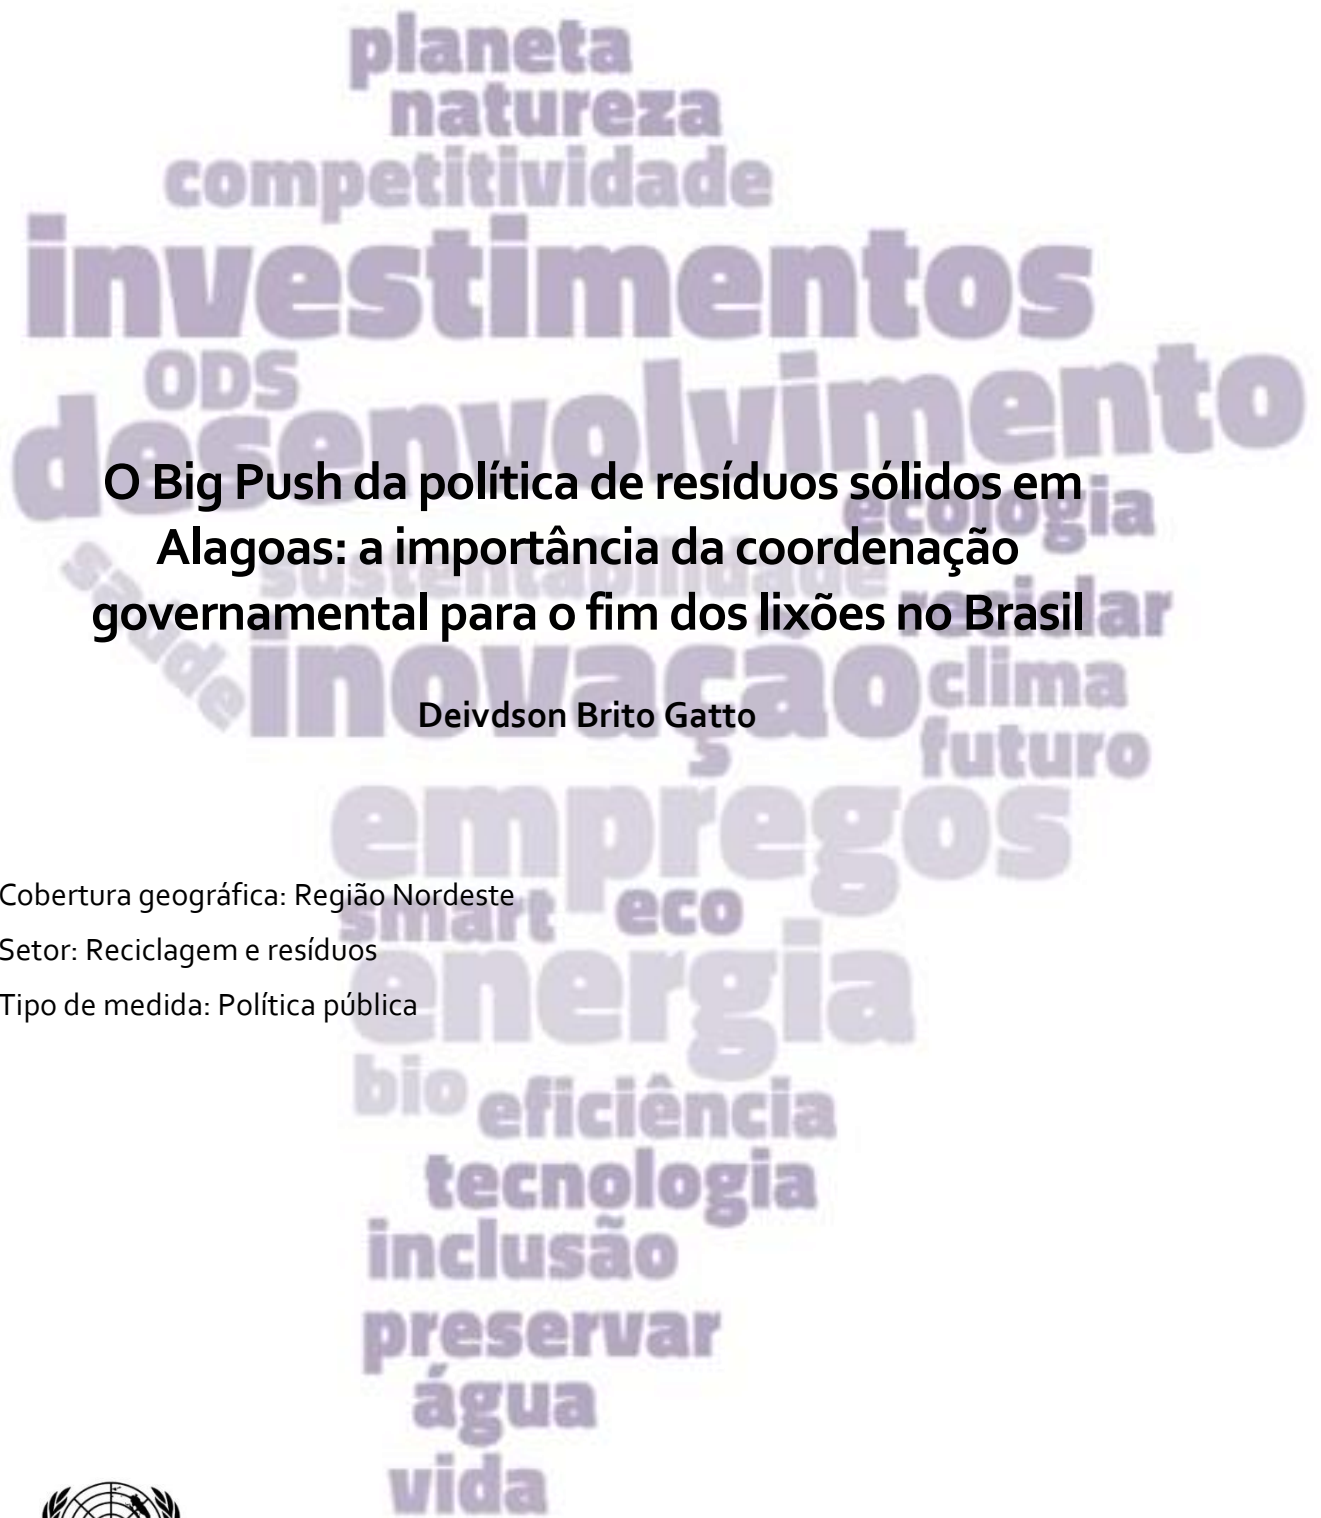 planeta
natureza
competitividade
investimentos
ODS
desenvolvimento
O Big Push da política de resíduos sólidos em
ecologia
Alagoas: a importância da coordenação
sustentabilidade
saúde
governamental para o fim dos lixões no Brasil
reciclar
inovação
clima
Deivdson Brito Gatto
futuro
empregos
Cobertura geográfica: Região Nordeste
smart eco
Setor: Reciclagem e resíduos
energia
Tipo de medida: Política pública
bio
eficiência
tecnologia
inclusão
preservar
água
vida